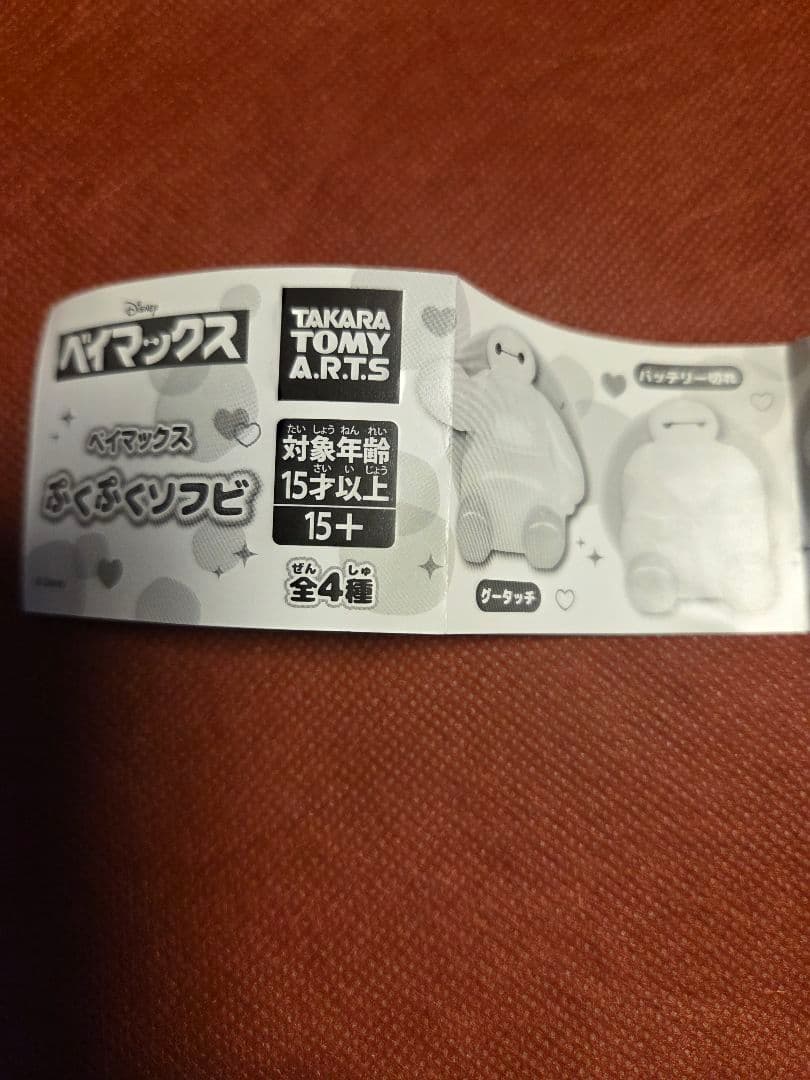 Disney
ベイマックス
ベイマックス
ぷくぷくソフビ
TAKARA
TOMY
A.R.T.S
たいしょうねんれい
対象年齢
さいいじょう
15才以上
15+
ぜん しゅ
全4種
グータッチ
バッテリー切れ